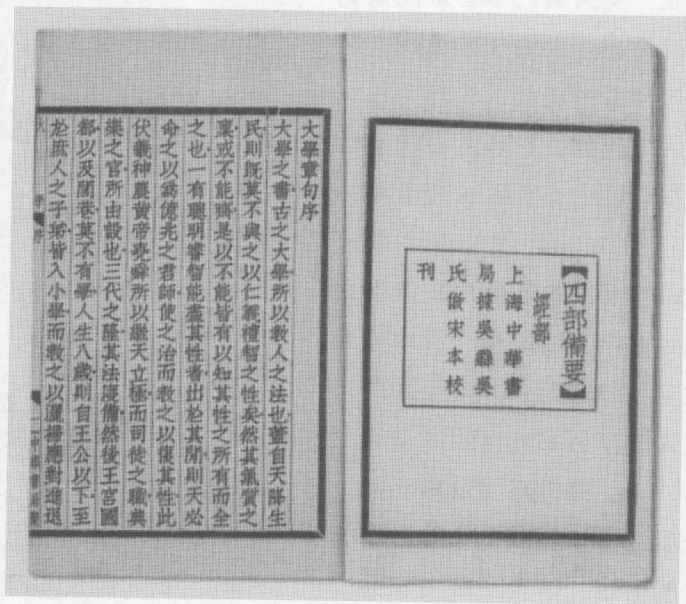 【四部備要】
經部
上海中華書
局據吳縣吳
氏倣宋本校
刊
大學章句序
大學之書古之大學所以教人之法也蓋自天降生
民則既莫不與之以仁義禮智之性矣然其氣質之
稟或不能齊是以不能皆有以知其性之所有而全
之也一有聰明睿智能盡其性者出於其閒則天必
命之以爲億兆之君師使之治而教之以復其性此
伏羲神農黃帝堯舜所以繼天立極而司徒之職典
樂之官所由設也三代之隆其法寖備然後王宮國
都以及閭巷莫不有學人生八歲則自王公以下至
於庶人之子弟皆入小學而教之以灑掃應對進退
序
中華書局聚